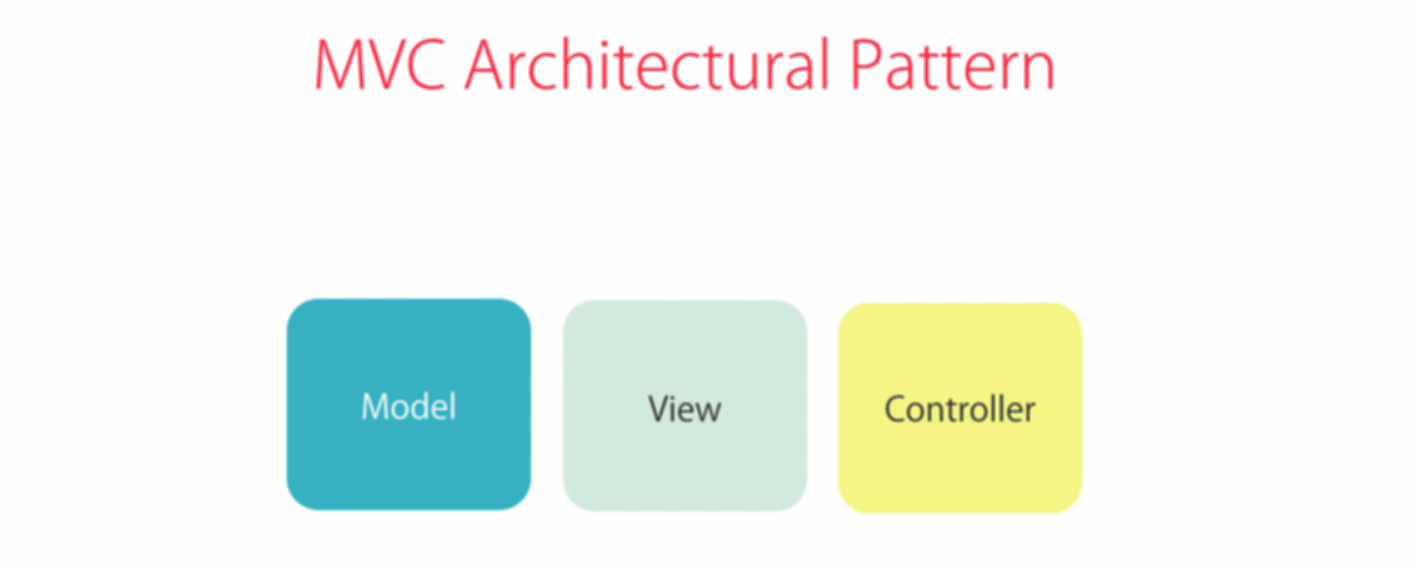 MVC Architectural Pattern
Model
View
Controller